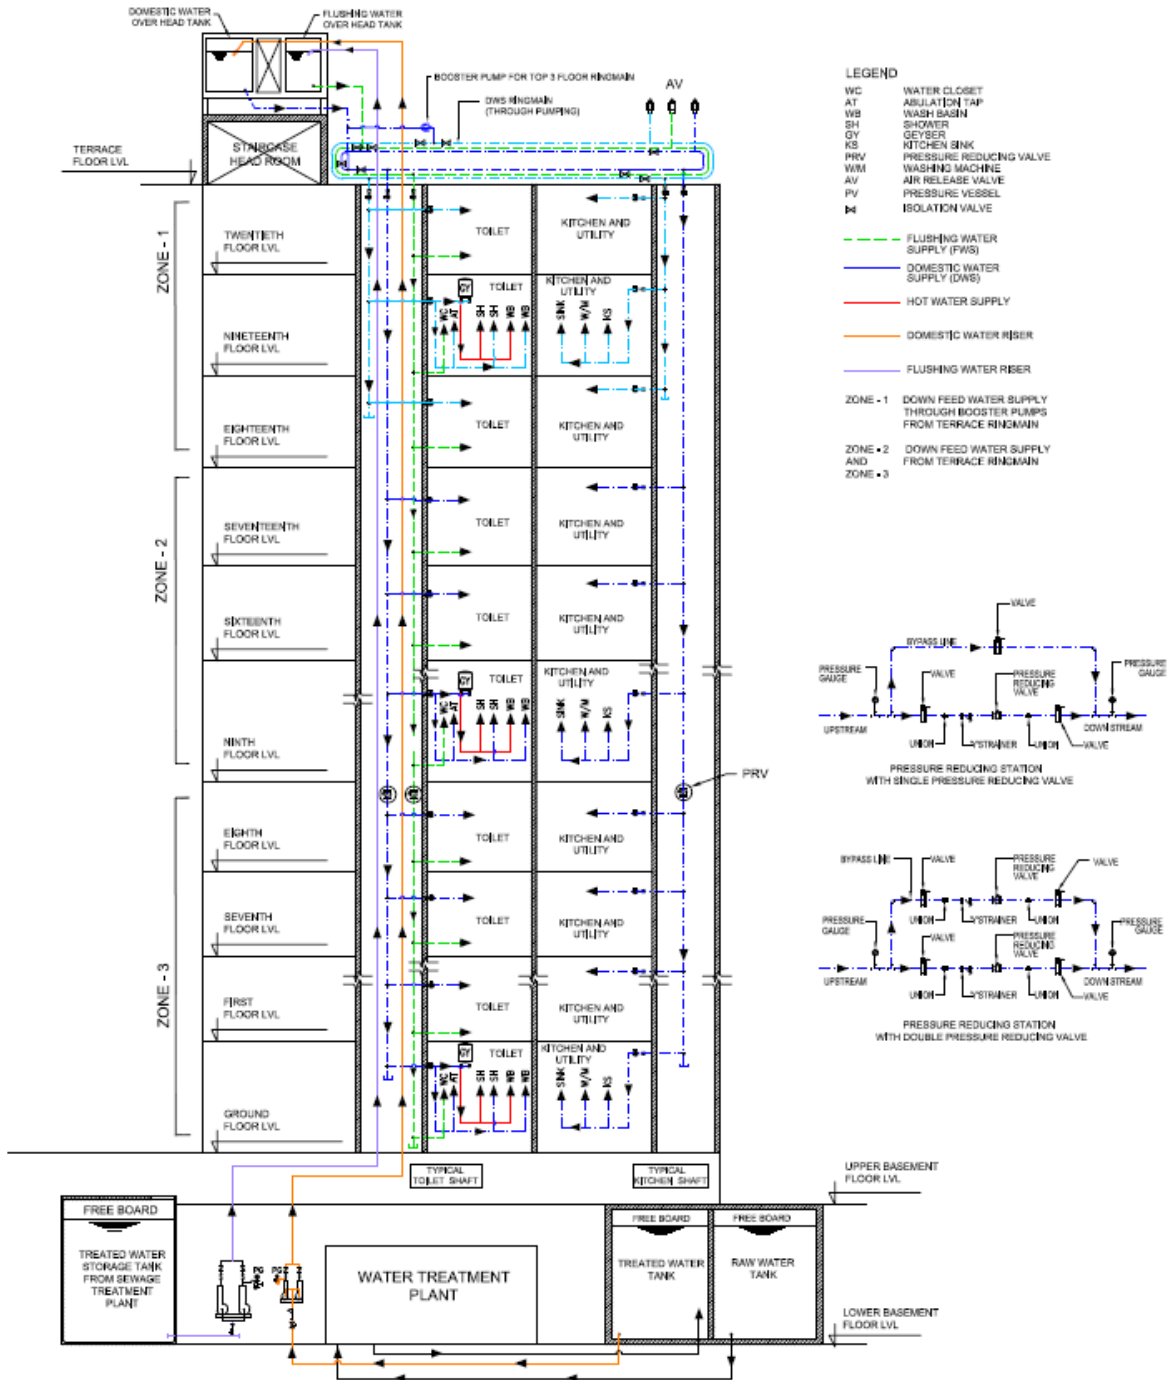 DOMESTIC WATER
OVER HEAD TANK
FLUSHING WATER
OVER HEAD TANK
BOOSTER PUMP FOR TOP 3 FLOOR RINGMAIN
DWS RINGMAIN
(THROUGH PUMPING)
AV
TERRACE
FLOOR LVL
STAIRCASE
HEAD ROOM
LEGEND
WC WATER CLOSET
AT ABULATION TAP
WB WASH BASIN
SH SHOWER
GY GEYSER
KS KITCHEN SINK
PRV PRESSURE REDUCING VALVE
W/M WASHING MACHINE
AV AIR RELEASE VALVE
PV PRESSURE VESSEL
ISOLATION VALVE
FLUSHING WATER
SUPPLY (FWS)
DOMESTIC WATER
SUPPLY (DWS)
HOT WATER SUPPLY
DOMESTIC WATER RISER
FLUSHING WATER RISER
ZONE - 1 DOWN FEED WATER SUPPLY
THROUGH BOOSTER PUMPS
FROM TERRACE RINGMAIN
ZONE - 2 DOWN FEED WATER SUPPLY
AND FROM TERRACE RINGMAIN
ZONE - 3
ZONE - 1
TWENTIETH
FLOOR LVL
TOILET
KITCHEN AND
UTILITY
NINETEENTH
FLOOR LVL
GY
TOILET
KITCHEN AND
UTILITY
WC AT SH SH WB WB
SINK W/M KS
EIGHTEENTH
FLOOR LVL
TOILET
KITCHEN AND
UTILITY
ZONE - 2
SEVENTEENTH
FLOOR LVL
TOILET
KITCHEN AND
UTILITY
SIXTEENTH
FLOOR LVL
TOILET
KITCHEN AND
UTILITY
NINTH
FLOOR LVL
GY
TOILET
KITCHEN AND
UTILITY
WC AT SH SH WB WB
SINK W/M KS
PRV
ZONE - 3
EIGHTH
FLOOR LVL
TOILET
KITCHEN AND
UTILITY
SEVENTH
FLOOR LVL
TOILET
KITCHEN AND
UTILITY
FIRST
FLOOR LVL
TOILET
KITCHEN AND
UTILITY
GROUND
FLOOR LVL
GY
TOILET
KITCHEN AND
UTILITY
WC AT SH SH WB WB
SINK W/M KS
VALVE
BYPASS LINE
PRESSURE
GAUGE
VALVE
PRESSURE
REDUCING
VALVE
PRESSURE
GAUGE
UPSTREAM
UNION
Y'STRAINER
UNION
VALVE
DOWN STREAM
PRESSURE REDUCING STATION
WITH SINGLE PRESSURE REDUCING VALVE
BYPASS LINE
VALVE
PRESSURE
REDUCING
VALVE
VALVE
PRESSURE
GAUGE
UNION
Y'STRAINER
UNION
PRESSURE
GAUGE
VALVE
PRESSURE
REDUCING
VALVE
UPSTREAM
UNION
Y'STRAINER
UNION
VALVE
DOWN STREAM
PRESSURE REDUCING STATION
WITH DOUBLE PRESSURE REDUCING VALVE
TYPICAL
TOILET SHAFT
TYPICAL
KITCHEN SHAFT
UPPER BASEMENT
FLOOR LVL
FREE BOARD
TREATED WATER
STORAGE TANK
FROM SEWAGE
TREATMENT
PLANT
WATER TREATMENT
PLANT
FREE BOARD
TREATED WATER
TANK
FREE BOARD
RAW WATER
TANK
LOWER BASEMENT
FLOOR LVL